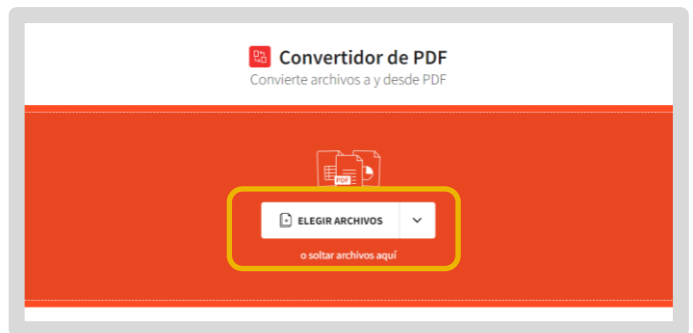 Convertidor de PDF
Convierte archivos a y desde PDF
PDF
ELEGIR ARCHIVOS
o soltar archivos aquí